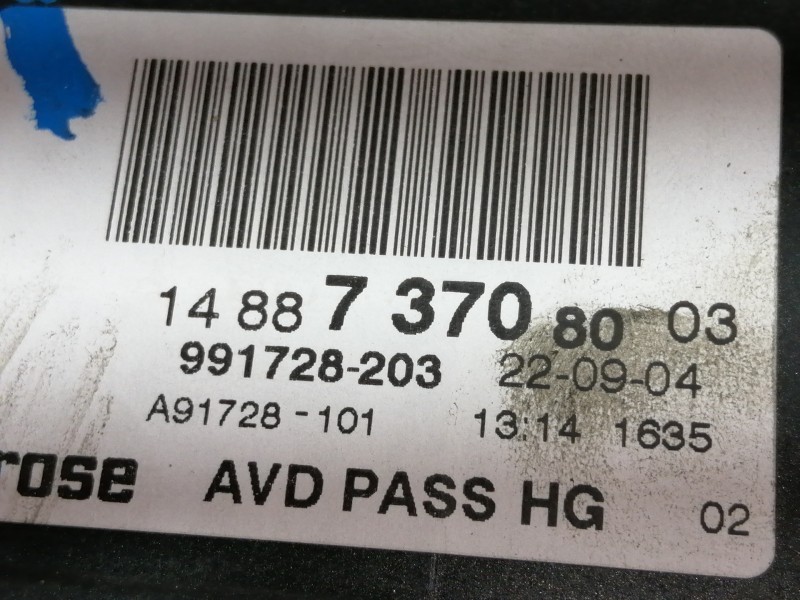 14 88 7 370 80 03
991728-203 22-09-04
A91728-101 13:14 1635
rose AVD PASS HG 02